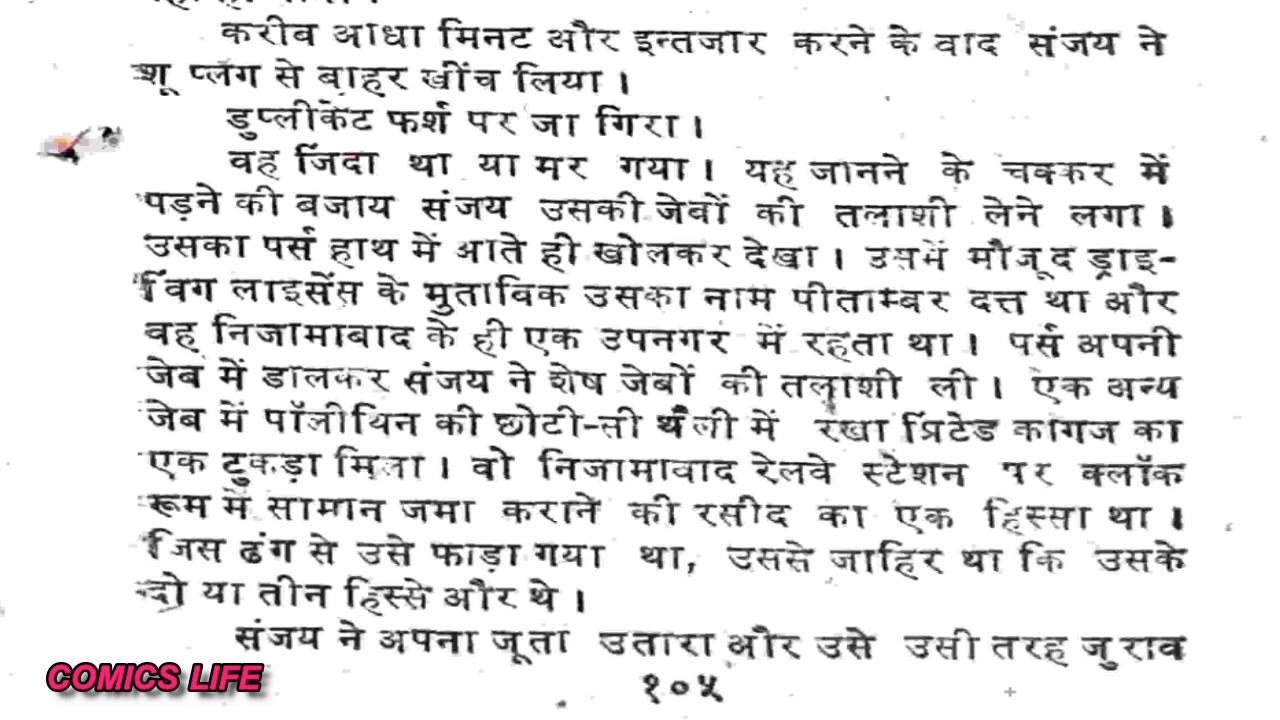 करीब आधा मिनट और इन्तजार करने के बाद संजय ने
शू प्लग से बाहर खींच लिया ।
डुप्लीकेट फर्श पर जा गिरा ।
वह जिंदा था या मर गया । यह जानने के चक्कर में
पड़ने की बजाय संजय उसकी जेबों की तलाशी लेने लगा ।
उसका पर्स हाथ में आते ही खोलकर देखा । उसमें मौजूद ड्राइ-
विंग लाइसेंस के मुताबिक उसका नाम पीताम्बर दत्त था और
वह निजामाबाद के ही एक उपनगर में रहता था । पर्स अपनी
जेब में डालकर संजय ने शेष जेबों की तलाशी ली । एक अन्य
जेब में पॉलीथिन की छोटी-सी थैली में रखा प्रिंटेड कागज का
एक टुकड़ा मिला । वो निजामावाद रेलवे स्टेशन पर क्लॉक
रूम में सामान जमा कराने की रसीद का एक हिस्सा था ।
जिस ढंग से उसे फाड़ा गया था, उससे जाहिर था कि उसके
दो या तीन हिस्से और थे ।
संजय ने अपना जूता उतारा और उसे उसी तरह जुराव
१०५
COMICS LIFE